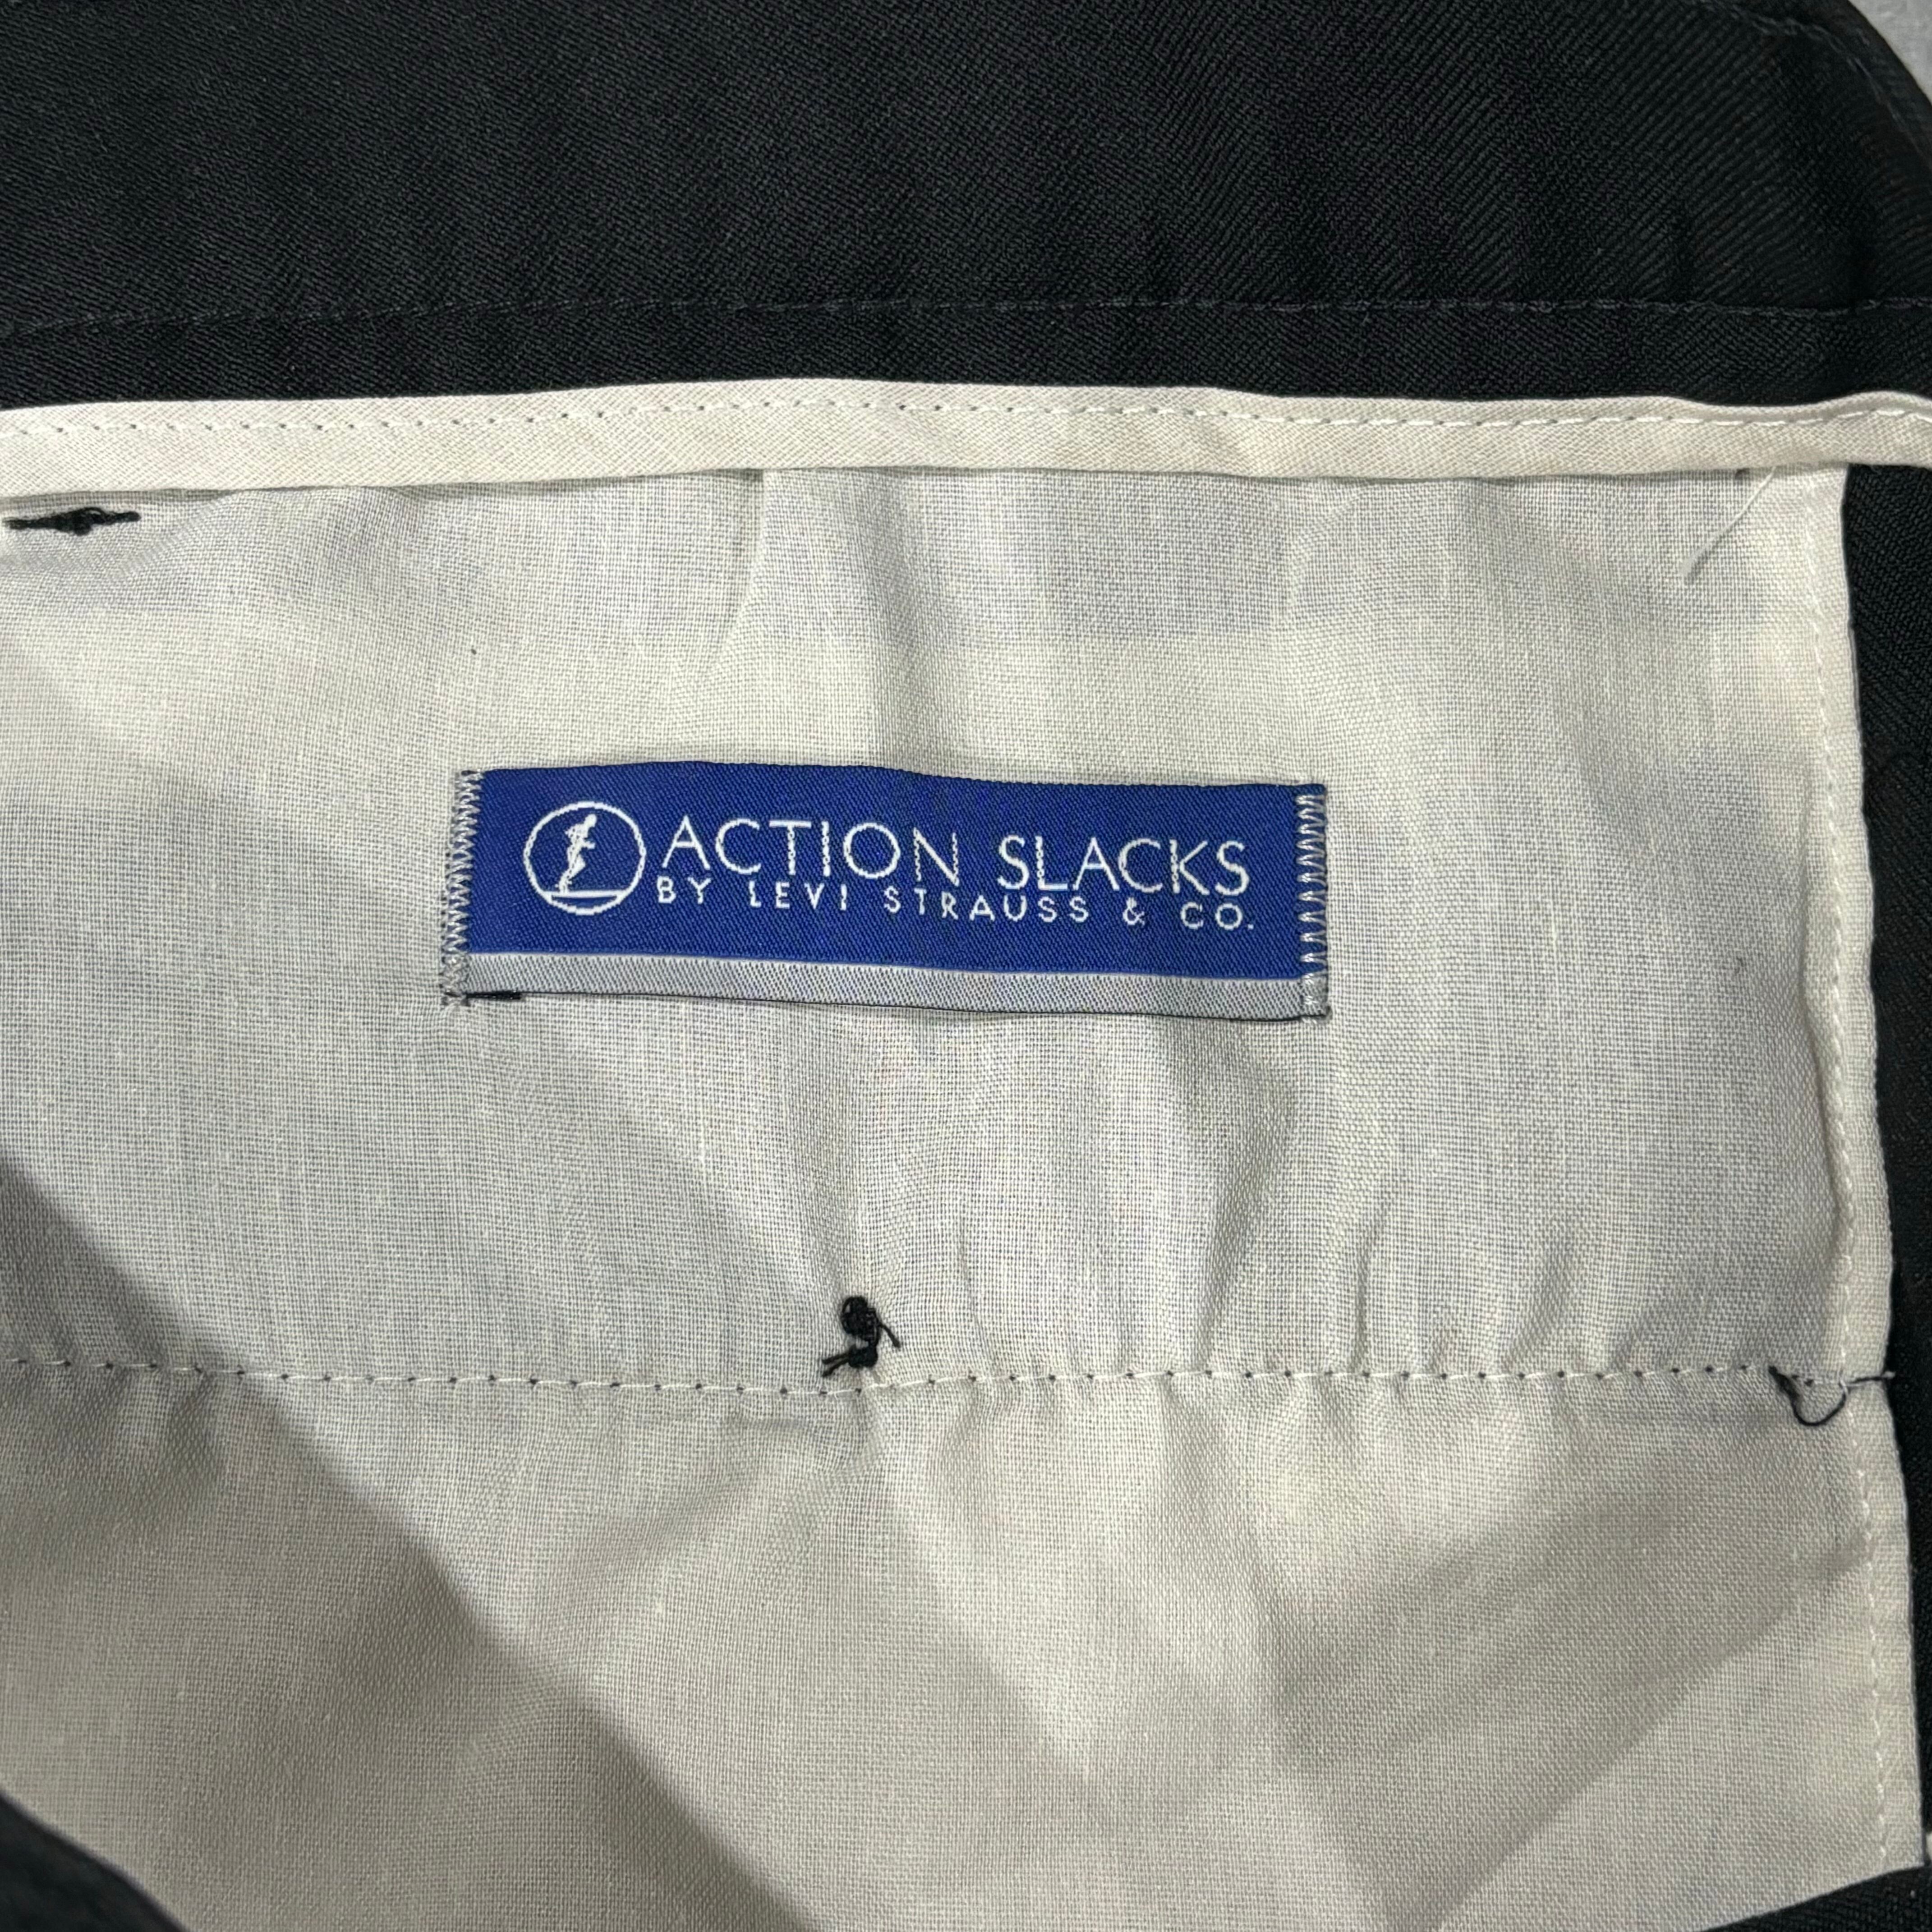 ACTION SLACKS
BY LEVI STRAUSS & CO.